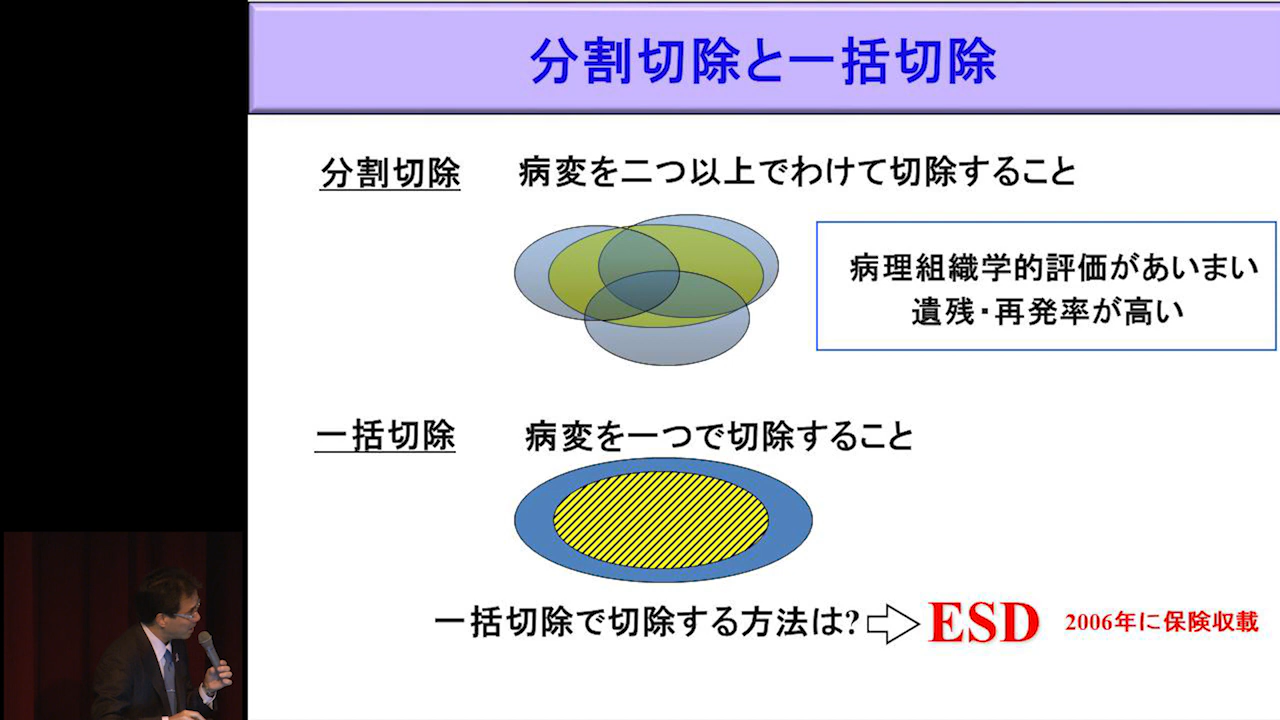 分割切除と一括切除
分割切除 病変を二つ以上でわけて切除すること
病理組織学的評価があいまい
遺残・再発率が高い
一括切除 病変を一つで切除すること
一括切除で切除する方法は? ESD 2006年に保険収載